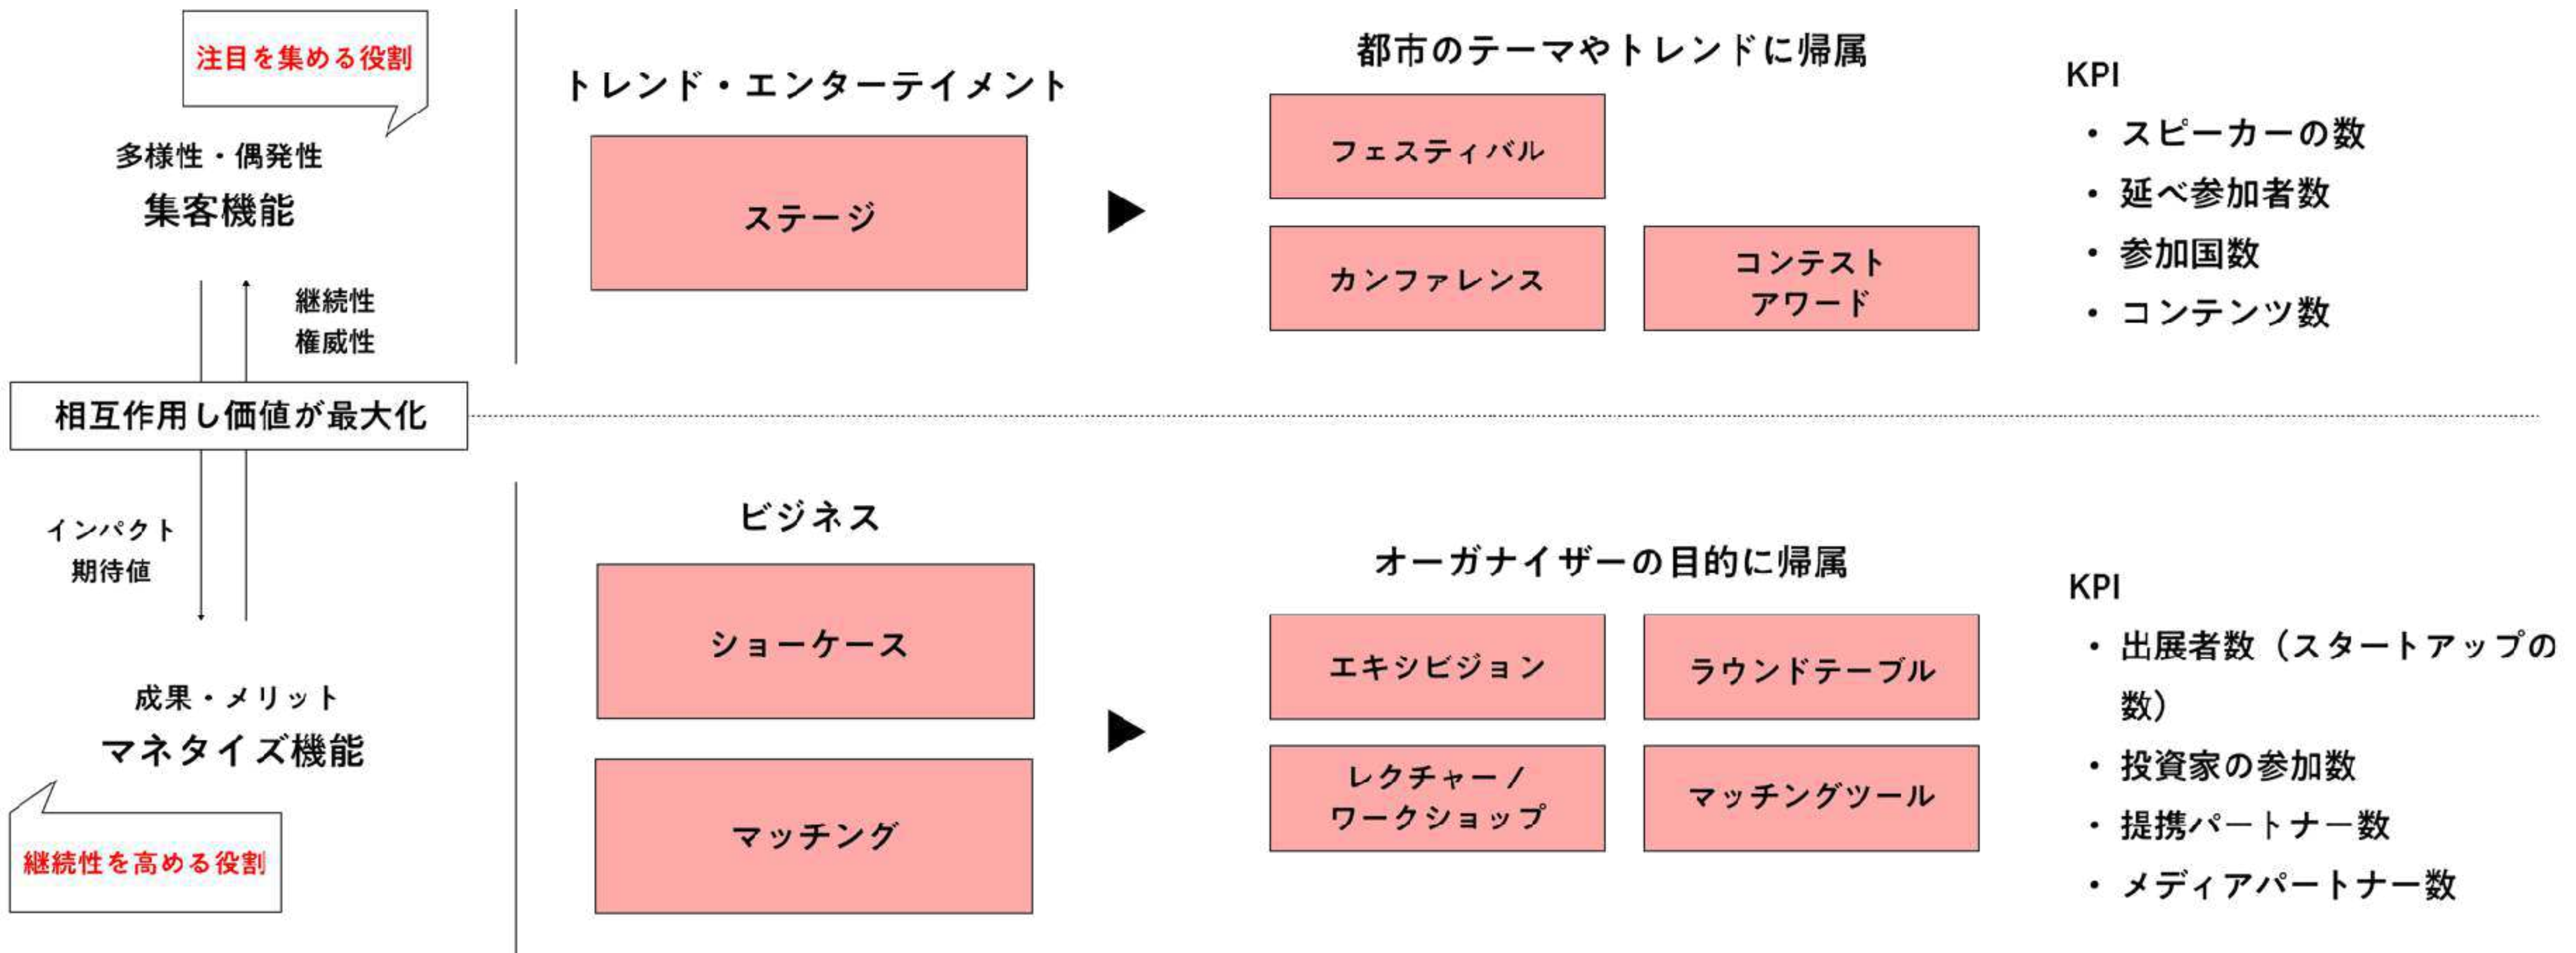 注目を集める役割
多様性・偶発性
集客機能
継続性
権威性
相互作用し価値が最大化
インパクト
期待値
成果・メリット
マネタイズ機能
継続性を高める役割
トレンド・エンターテイメント
ステージ
都市のテーマやトレンドに帰属
フェスティバル
カンファレンス
コンテスト
アワード
KPI
・ スピーカーの数
・ 延べ参加者数
・ 参加国数
・ コンテンツ数
ビジネス
ショーケース
マッチング
オーガナイザーの目的に帰属
エキシビジョン
ラウンドテーブル
レクチャー /
ワークショップ
マッチングツール
KPI
・ 出展者数（スタートアップの
数）
・ 投資家の参加数
・ 提携パートナー数
・ メディアパートナー数